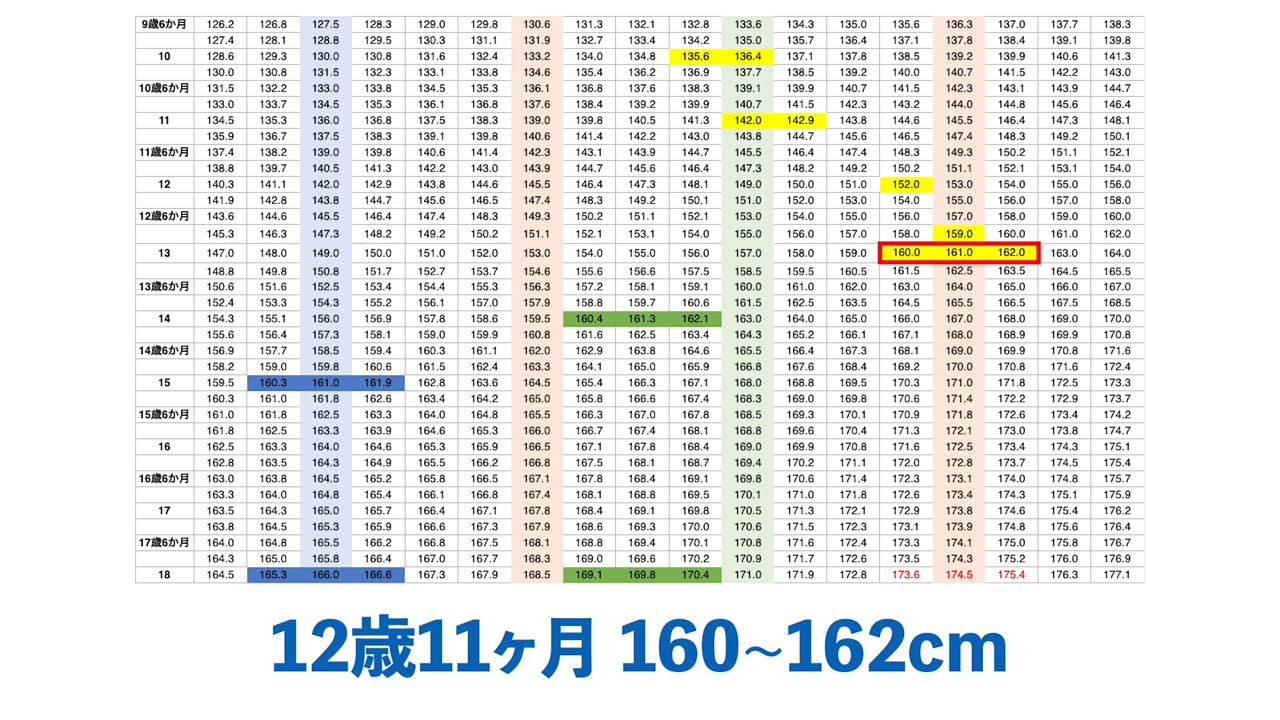 9歳6か月 126.2 126.8 127.5 128.3 129.0 129.8 130.6 131.3 132.1 132.8 133.6 134.3 135.0 135.6 136.3 137.0 137.7 138.3
127.4 128.1 128.8 129.5 130.3 131.1 131.9 132.7 133.4 134.2 135.0 135.7 136.4 137.1 137.8 138.4 139.1 139.8
10 128.6 129.3 130.0 130.8 131.6 132.4 133.2 134.0 134.8 135.6 136.4 137.1 137.8 138.5 139.2 139.9 140.6 141.3
130.0 130.8 131.5 132.3 133.1 133.8 134.6 135.4 136.2 136.9 137.7 138.5 139.2 140.0 140.7 141.5 142.2 143.0
10歳6か月 131.5 132.2 133.0 133.8 134.5 135.3 136.1 136.8 137.6 138.3 139.1 139.9 140.7 141.5 142.3 143.1 143.9 144.7
133.0 133.7 134.5 135.3 136.1 136.8 137.6 138.4 139.2 139.9 140.7 141.5 142.3 143.2 144.0 144.8 145.6 146.4
11 134.5 135.3 136.0 136.8 137.5 138.3 139.0 139.8 140.5 141.3 142.0 142.9 143.8 144.6 145.5 146.4 147.3 148.1
135.9 136.7 137.5 138.3 139.1 139.8 140.6 141.4 142.2 143.0 143.8 144.7 145.6 146.5 147.4 148.3 149.2 150.1
11歳6か月 137.4 138.2 139.0 139.8 140.6 141.4 142.3 143.1 143.9 144.7 145.5 146.4 147.4 148.3 149.3 150.2 151.1 152.1
138.8 139.7 140.5 141.3 142.2 143.0 143.9 144.7 145.6 146.4 147.3 148.2 149.2 150.2 151.1 152.1 153.1 154.0
12 140.3 141.1 142.0 142.9 143.8 144.6 145.5 146.4 147.3 148.1 149.0 150.0 151.0 152.0 153.0 154.0 155.0 156.0
141.9 142.8 143.8 144.7 145.6 146.5 147.4 148.3 149.2 150.1 151.0 152.0 153.0 154.0 155.0 156.0 157.0 158.0
12歳6か月 143.6 144.6 145.5 146.4 147.4 148.3 149.3 150.2 151.1 152.1 153.0 154.0 155.0 156.0 157.0 158.0 159.0 160.0
145.3 146.3 147.3 148.2 149.2 150.2 151.1 152.1 153.1 154.0 155.0 156.0 157.0 158.0 159.0 160.0 161.0 162.0
13 147.0 148.0 149.0 150.0 151.0 152.0 153.0 154.0 155.0 156.0 157.0 158.0 159.0 160.0 161.0 162.0 163.0 164.0
148.8 149.8 150.8 151.7 152.7 153.7 154.6 155.6 156.6 157.5 158.5 159.5 160.5 161.5 162.5 163.5 164.5 165.5
13歳6か月 150.6 151.6 152.5 153.4 154.4 155.3 156.3 157.2 158.1 159.1 160.0 161.0 162.0 163.0 164.0 165.0 166.0 167.0
152.4 153.3 154.3 155.2 156.1 157.0 157.9 158.8 159.7 160.6 161.5 162.5 163.5 164.5 165.5 166.5 167.5 168.5
14 154.3 155.1 156.0 156.9 157.8 158.6 159.5 160.4 161.3 162.1 163.0 164.0 165.0 166.0 167.0 168.0 169.0 170.0
155.6 156.4 157.3 158.1 159.0 159.9 160.8 161.6 162.5 163.4 164.3 165.2 166.1 167.1 168.0 168.9 169.9 170.8
14歳6か月 156.9 157.7 158.5 159.4 160.3 161.1 162.0 162.9 163.8 164.6 165.5 166.4 167.3 168.1 169.0 169.9 170.8 171.6
158.2 159.0 159.8 160.6 161.5 162.4 163.3 164.1 165.0 165.9 166.8 167.6 168.4 169.2 170.0 170.8 171.6 172.4
15 159.5 160.3 161.0 161.9 162.8 163.6 164.5 165.4 166.3 167.1 168.0 168.8 169.5 170.3 171.0 171.8 172.5 173.3
160.3 161.0 161.8 162.6 163.4 164.2 165.0 165.8 166.6 167.4 168.3 169.0 169.8 170.6 171.4 172.2 172.9 173.7
15歳6か月 161.0 161.8 162.5 163.3 164.0 164.8 165.5 166.3 167.0 167.8 168.5 169.3 170.1 170.9 171.8 172.6 173.4 174.2
161.8 162.5 163.3 163.9 164.6 165.3 166.0 166.7 167.4 168.1 168.8 169.6 170.4 171.3 172.1 173.0 173.8 174.7
16 162.5 163.3 164.0 164.6 165.3 165.9 166.5 167.1 167.8 168.4 169.0 169.9 170.8 171.6 172.5 173.4 174.3 175.1
162.8 163.5 164.3 164.9 165.5 166.2 166.8 167.5 168.1 168.7 169.4 170.2 171.1 172.0 172.8 173.7 174.5 175.4
16歳6か月 163.0 163.8 164.5 165.2 165.8 166.5 167.1 167.8 168.4 169.1 169.8 170.6 171.4 172.3 173.1 174.0 174.8 175.7
163.3 164.0 164.8 165.4 166.1 166.8 167.4 168.1 168.8 169.5 170.1 171.0 171.8 172.6 173.4 174.3 175.1 175.9
17 163.5 164.3 165.0 165.7 166.4 167.1 167.8 168.4 169.1 169.8 170.5 171.3 172.1 172.9 173.8 174.6 175.4 176.2
163.8 164.5 165.3 165.9 166.6 167.3 167.9 168.6 169.3 170.0 170.6 171.5 172.3 173.1 173.9 174.8 175.6 176.4
17歳6か月 164.0 164.8 165.5 166.2 166.8 167.5 168.1 168.8 169.4 170.1 170.8 171.6 172.4 173.3 174.1 175.0 175.8 176.7
164.3 165.0 165.8 166.4 167.0 167.7 168.3 169.0 169.6 170.2 170.9 171.7 172.6 173.5 174.3 175.2 176.0 176.9
18 164.5 165.3 166.0 166.6 167.3 167.9 168.5 169.1 169.8 170.4 171.0 171.9 172.8 173.6 174.5 175.4 176.3 177.1
12歳11ヶ月 160~162cm